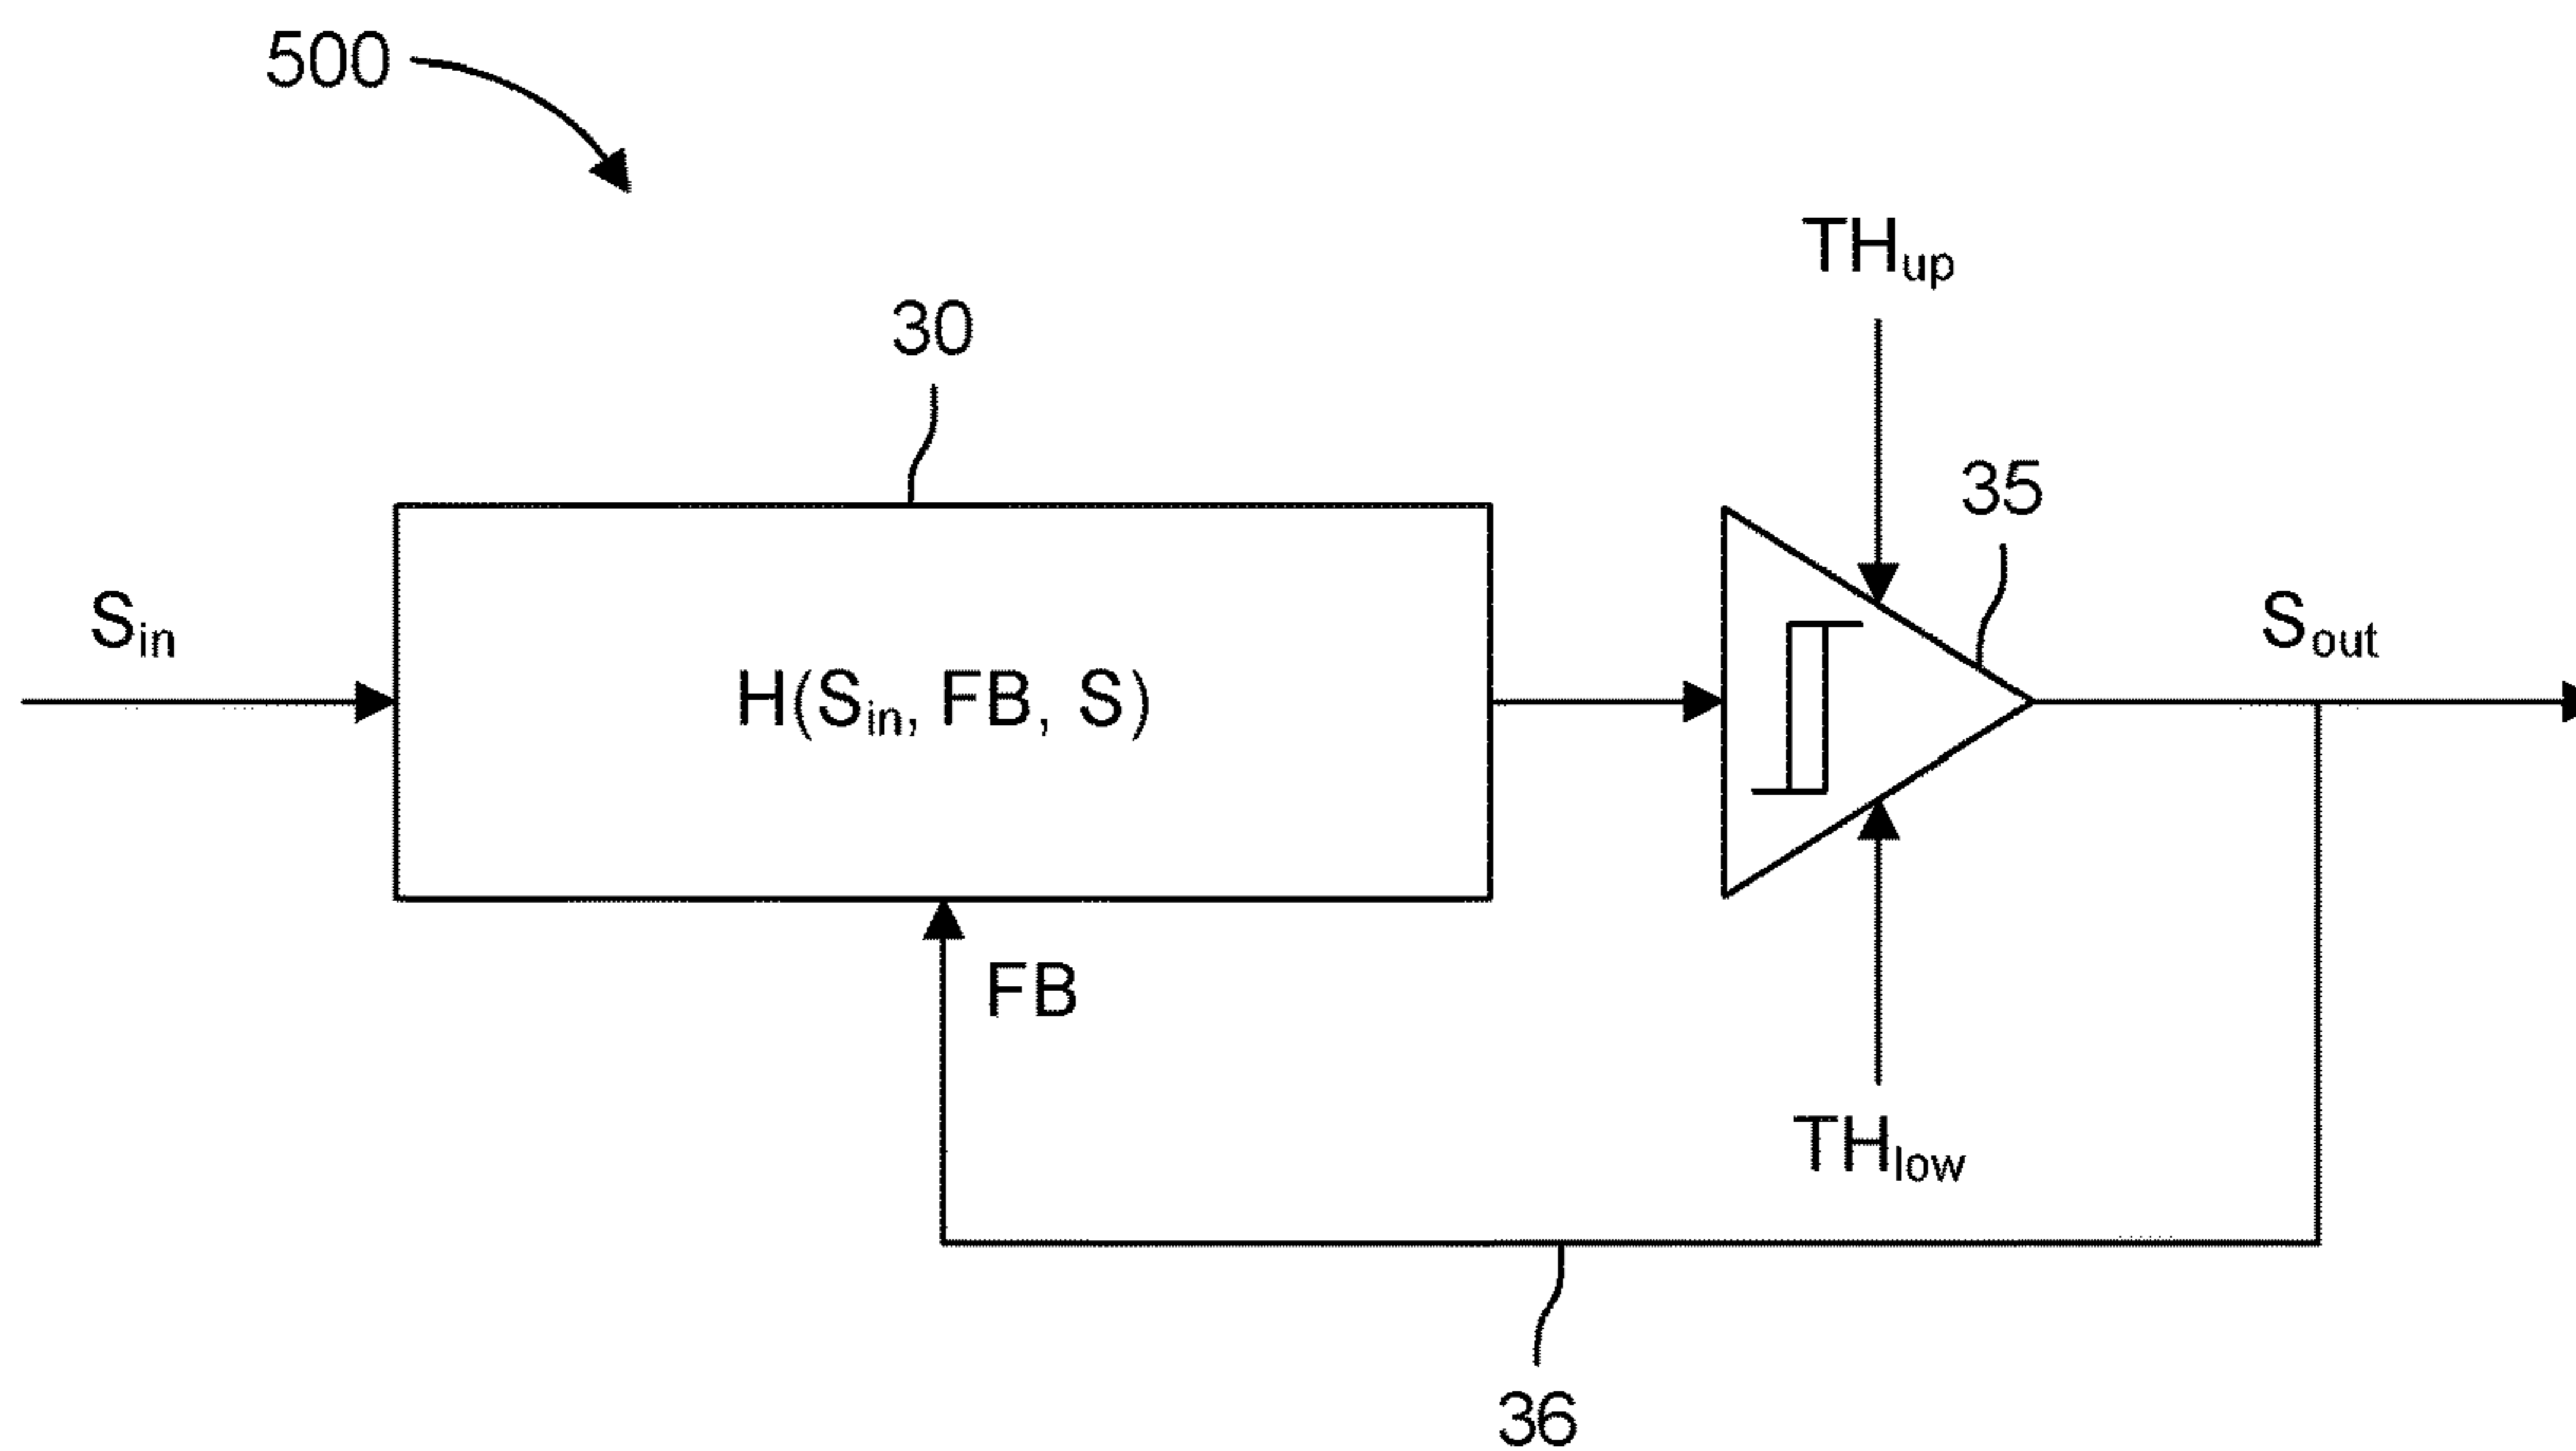 500
THup
30
35
Sin
H(Sin, FB, S)
Sout
FB
THlow
36